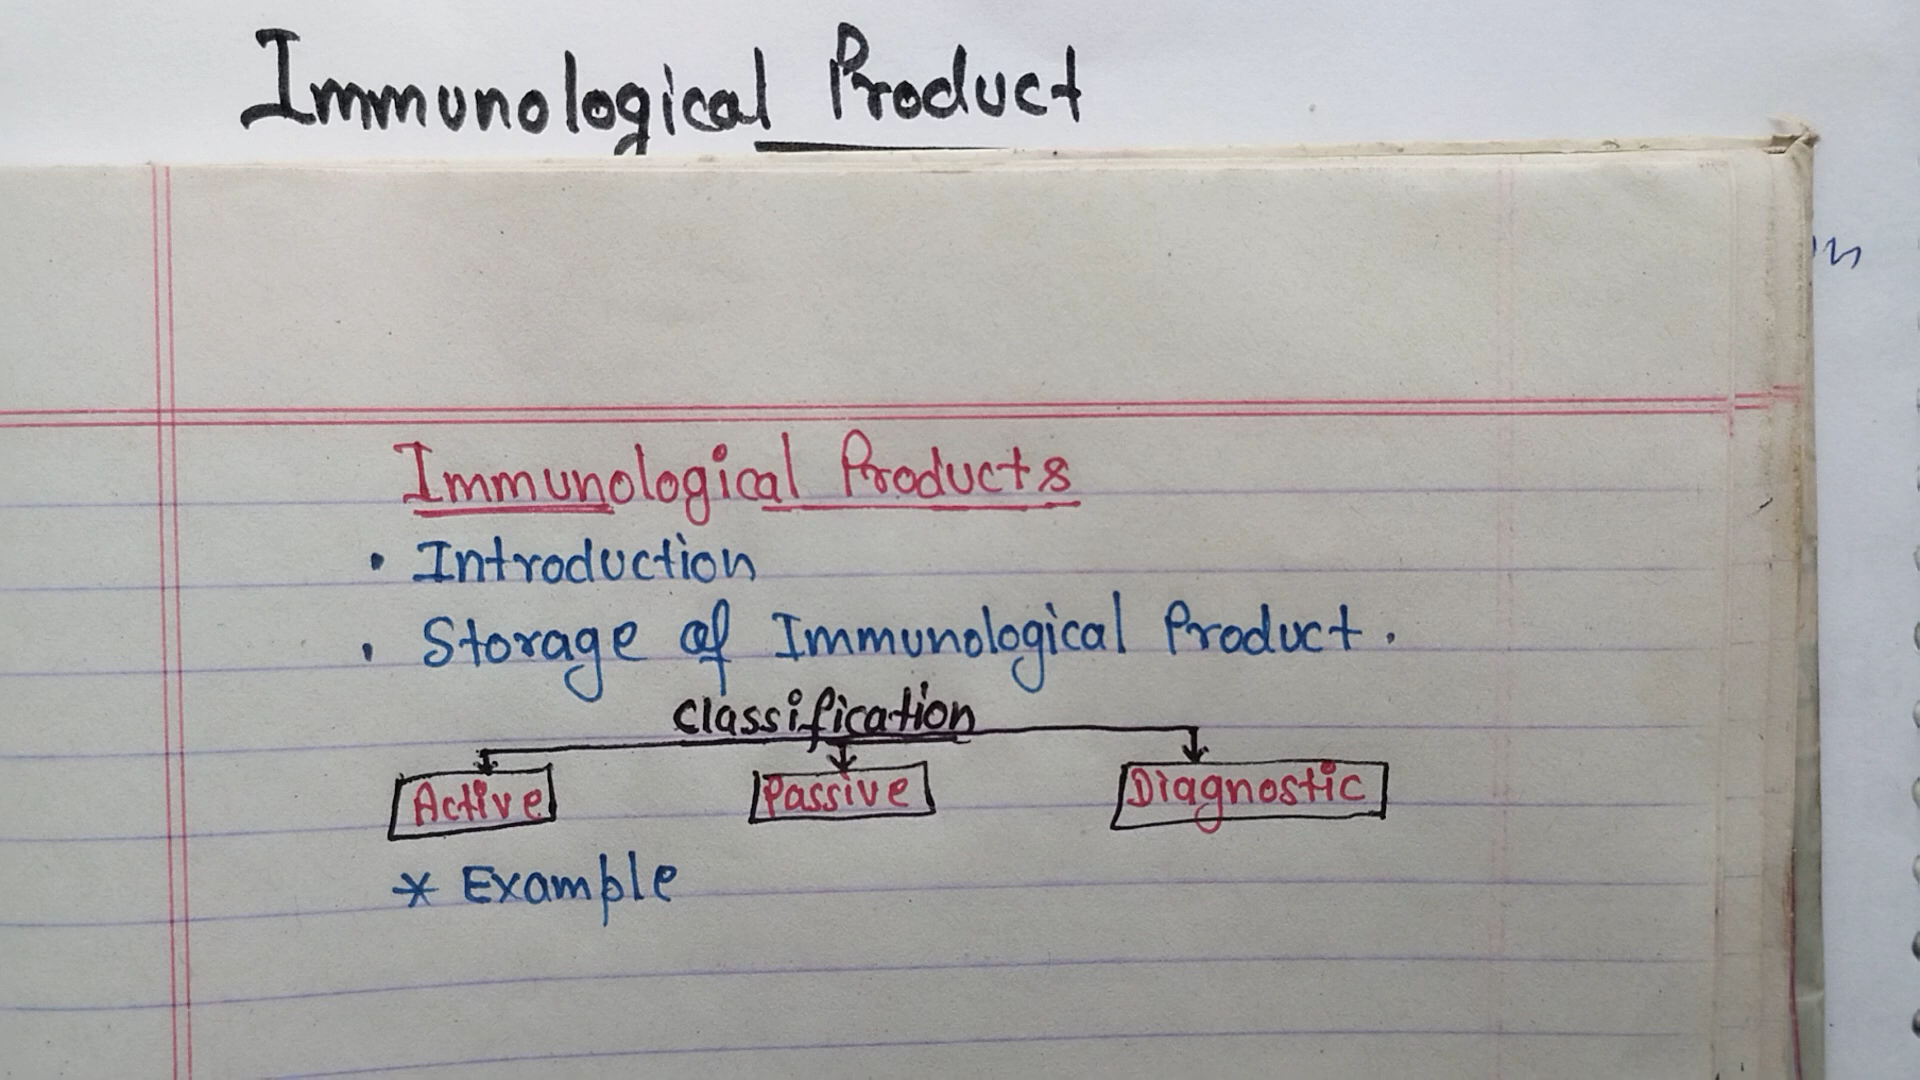 Immunological Product
Immunological Products
• Introduction
• Storage of Immunological Product.
classification
Active Passive Diagnostic
* Example